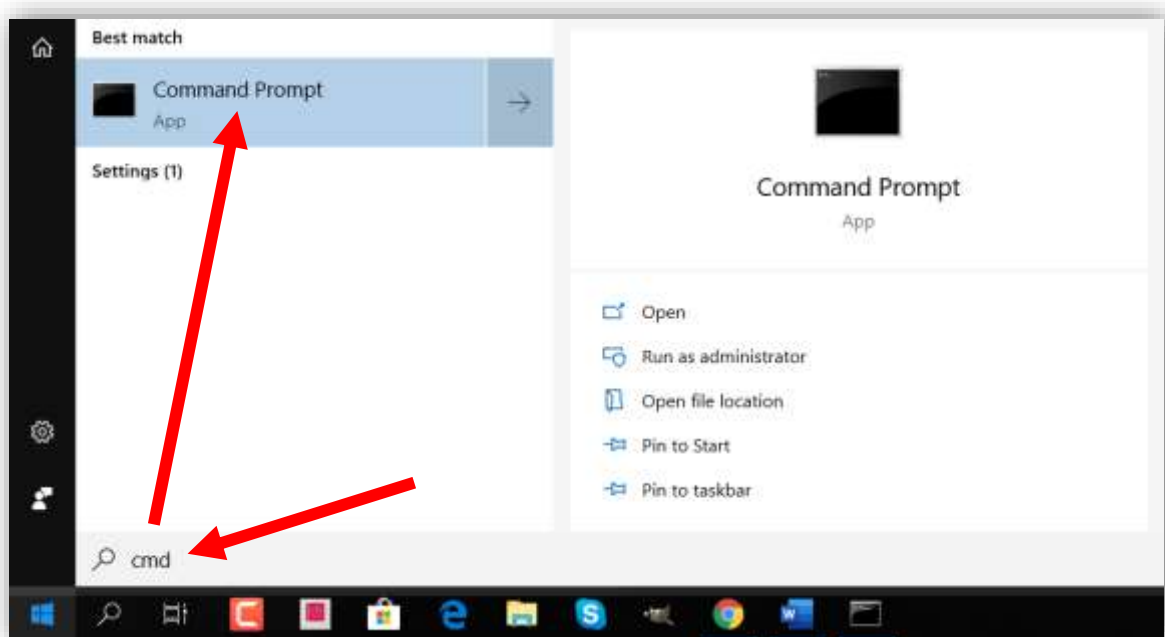 Best match
Command Prompt
App
Settings (1)
Command Prompt
App
Open
Run as administrator
Open file location
Pin to Start
Pin to taskbar
cmd